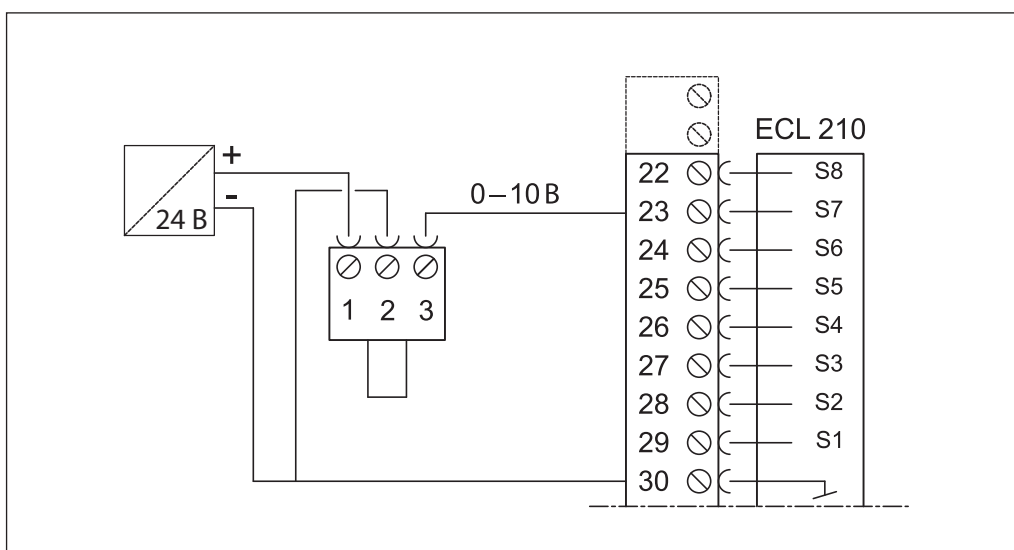 ECL 210
+
-
24 В
0–10 В
1 2 3
22 S8
23 S7
24 S6
25 S5
26 S4
27 S3
28 S2
29 S1
30